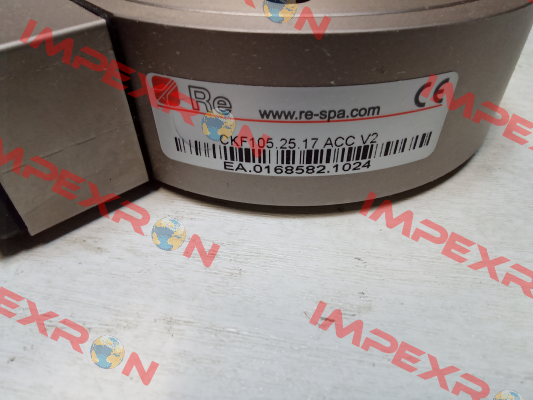 Re
www.re-spa.com
CE
CKF105.25.17 ACC V2
EA.0168582.1024
IMPEXRON
IMPEXRON
IMPEXRON
IMPEXRON
IMPEXRON